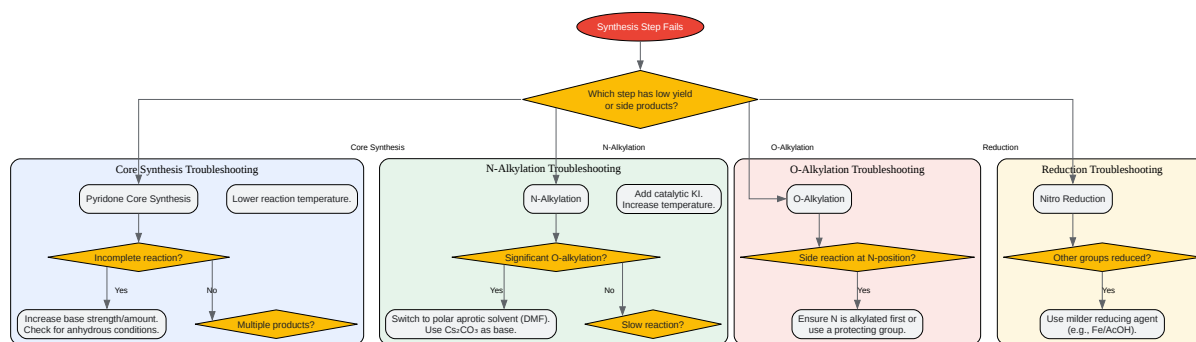 Synthesis Step Fails
Which step has low yield
or side products?
Core Synthesis
N-Alkylation
O-Alkylation
Reduction
Core Synthesis Troubleshooting
Pyridone Core Synthesis
Lower reaction temperature.
Incomplete reaction?
Yes
No
Increase base strength/amount.
Check for anhydrous conditions.
Multiple products?
N-Alkylation Troubleshooting
N-Alkylation
Add catalytic KI.
Increase temperature.
Significant O-alkylation?
Yes
No
Switch to polar aprotic solvent (DMF).
Use Cs₂CO₃ as base.
Slow reaction?
O-Alkylation Troubleshooting
O-Alkylation
Side reaction at N-position?
Yes
Ensure N is alkylated first or
use a protecting group.
Reduction Troubleshooting
Nitro Reduction
Other groups reduced?
Yes
Use milder reducing agent
(e.g., Fe/AcOH).